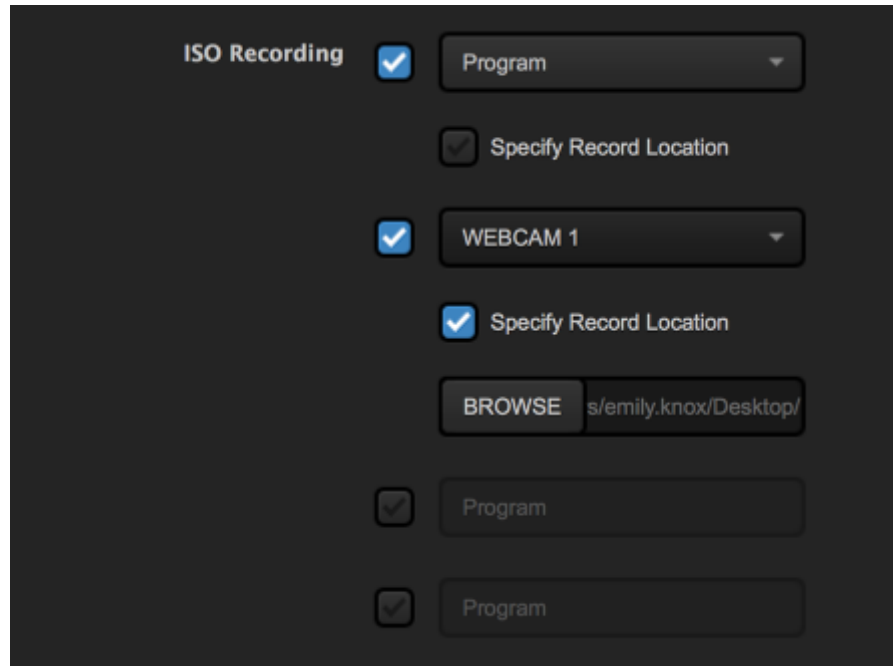 ISO Recording
Program
Specify Record Location
WEBCAM 1
Specify Record Location
BROWSE s/emily.knox/Desktop/
Program
Program